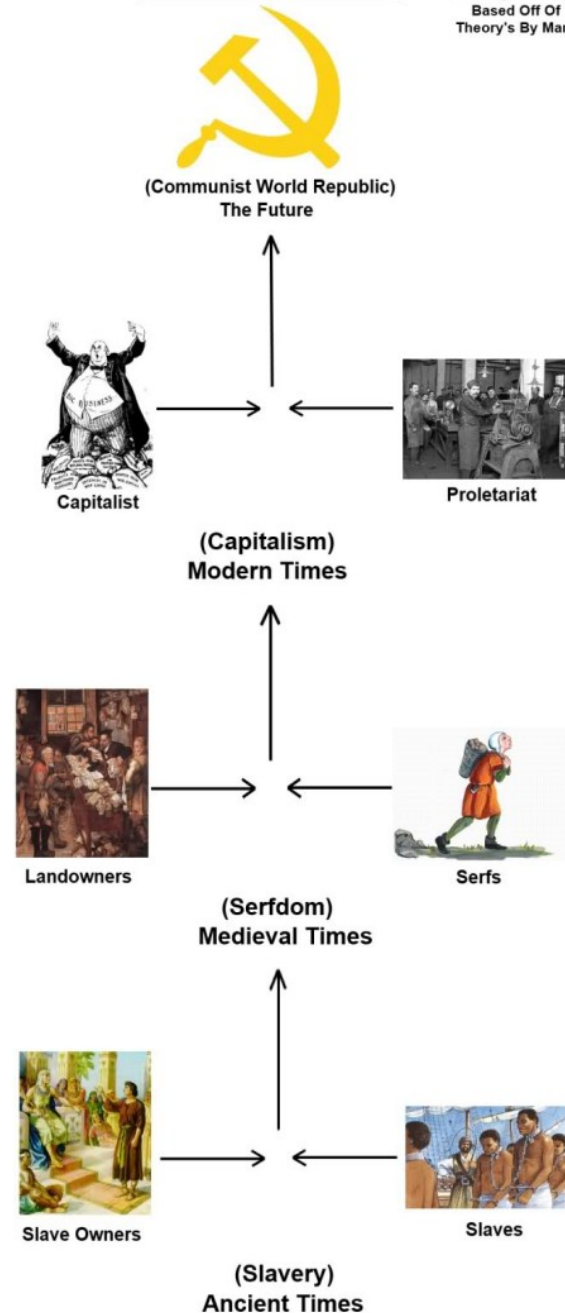 Based Off Of
Theory's By Mar
(Communist World Republic)
The Future
BUSINESS
Capitalist
Proletariat
(Capitalism)
Modern Times
Landowners
Serfs
(Serfdom)
Medieval Times
Slave Owners
Slaves
(Slavery)
Ancient Times